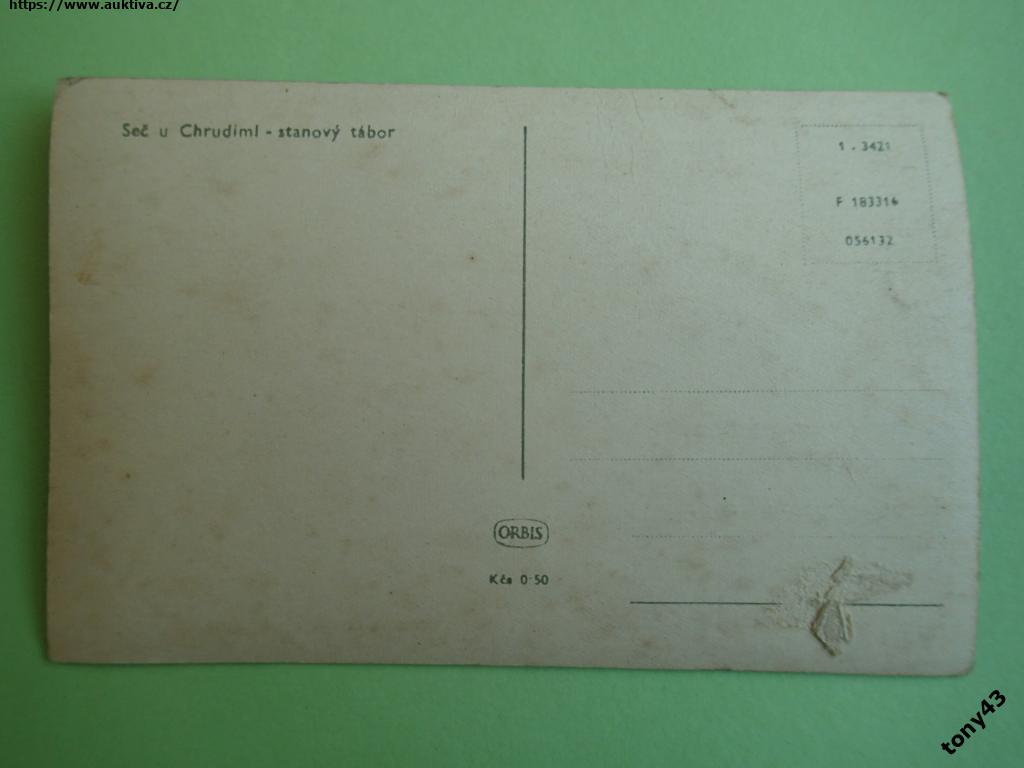 https://www.auktiva.cz/
Seč u Chrudimi - stanový tábor
1 . 3421
F 183316
056132
ORBIS
Kčs 0·50
tony43